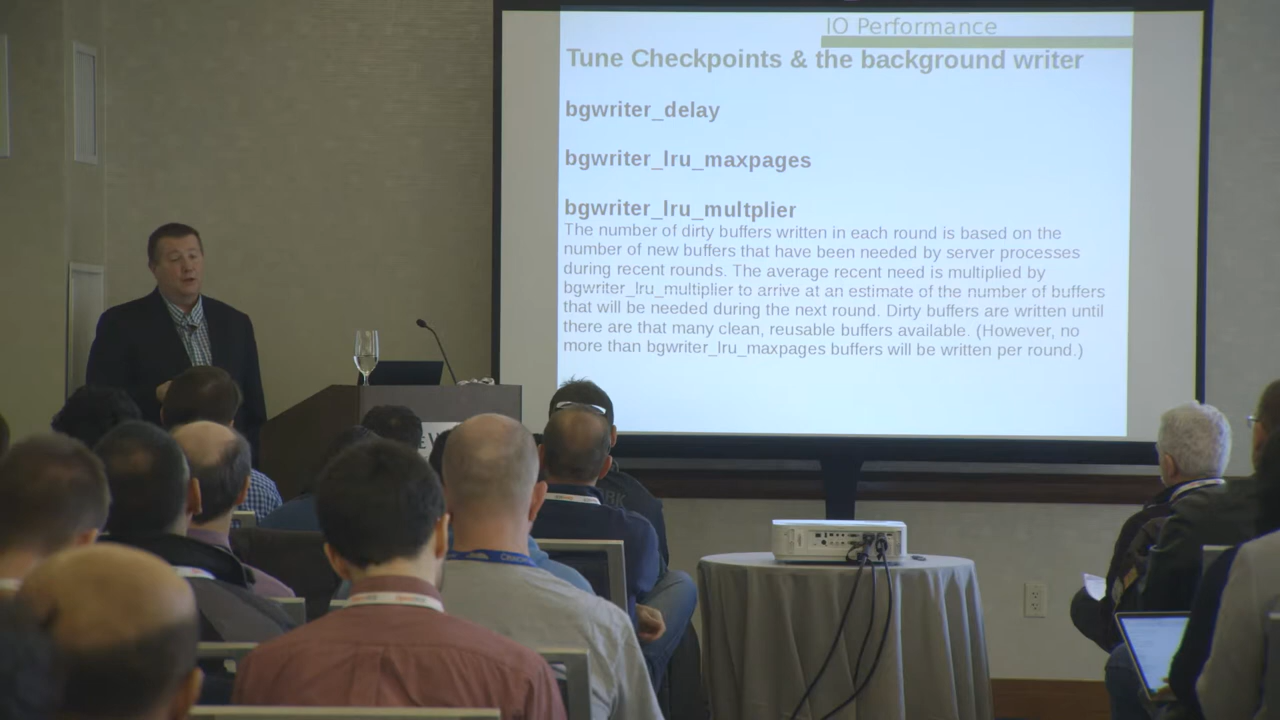 IO Performance
Tune Checkpoints & the background writer
bgwriter_delay
bgwriter_lru_maxpages
bgwriter_lru_multplier
The number of dirty buffers written in each round is based on the
number of new buffers that have been needed by server processes
during recent rounds. The average recent need is multiplied by
bgwriter_lru_multiplier to arrive at an estimate of the number of buffers
that will be needed during the next round. Dirty buffers are written until
there are that many clean, reusable buffers available. (However, no
more than bgwriter_lru_maxpages buffers will be written per round.)